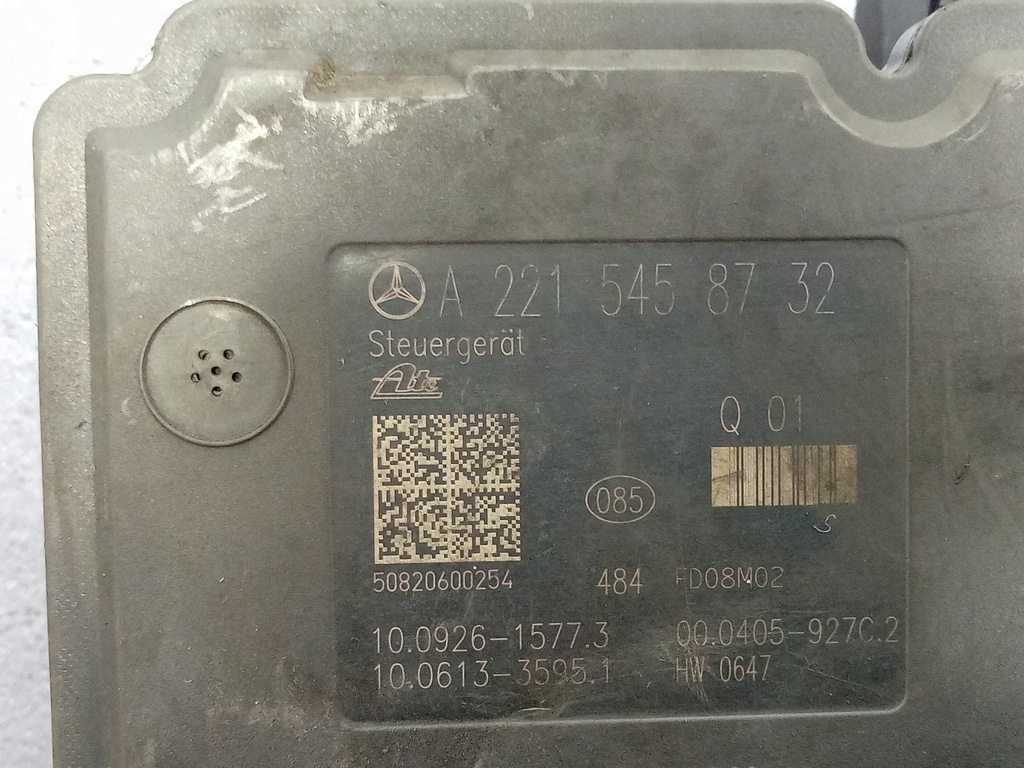 A 221 545 87 32
Steuergerät
Ate
Q 01
085
S
50820600254
484 FD08M02
10.0926-1577.3 00.0405-927C.2
10.0613-3595.1 HW 0647